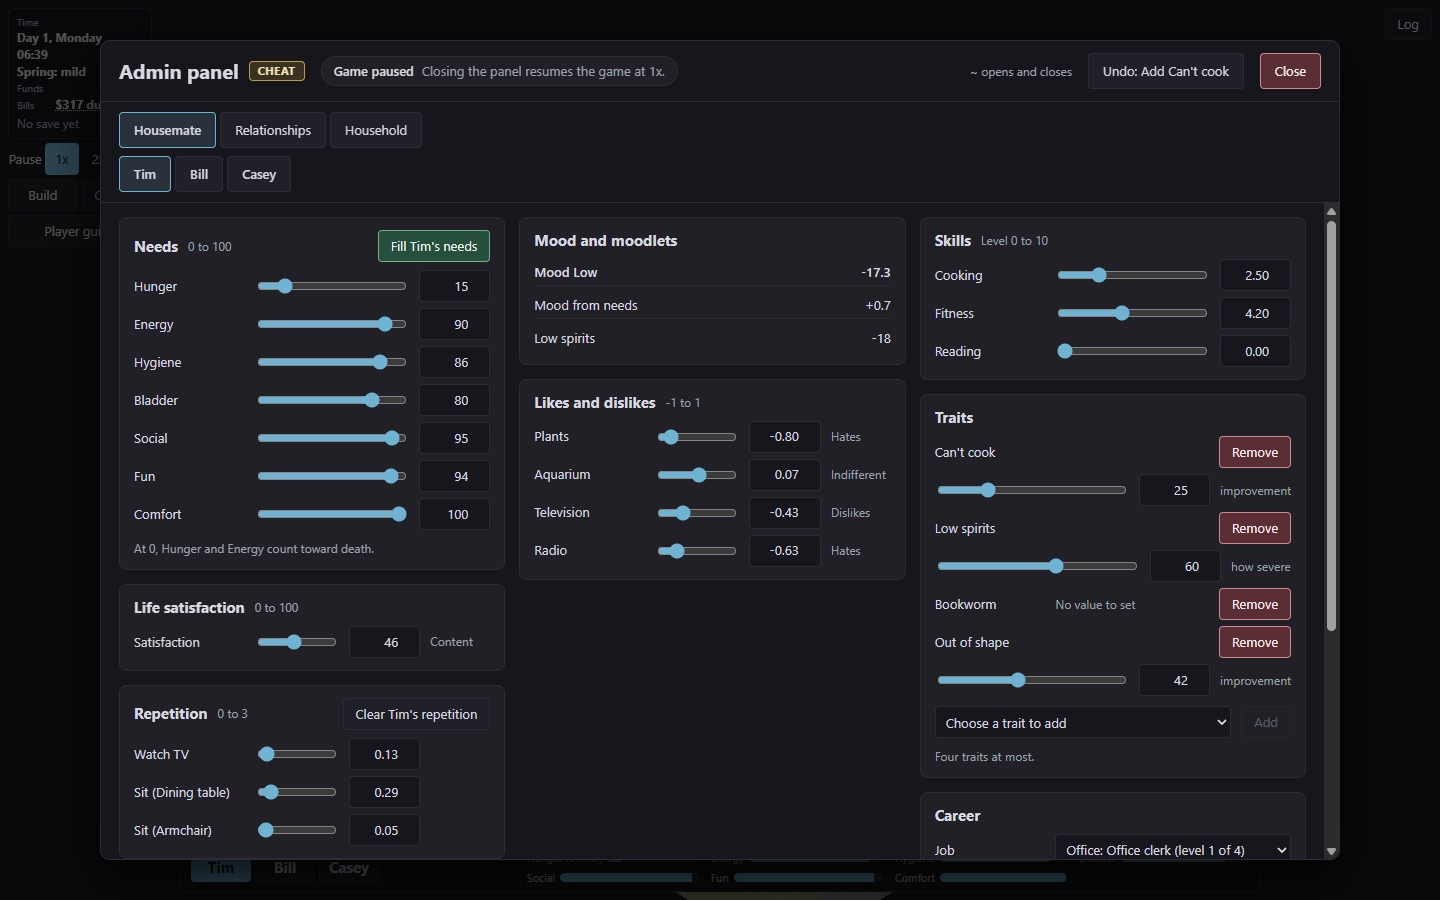 Time
Day 1, Monday
06:39
Spring: mild
Funds
Bills $317 du
No save yet
Pause 1x 2
Build C
Player gui
Log
Admin panel CHEAT Game paused Closing the panel resumes the game at 1x. ~ opens and closes Undo: Add Can't cook Close
Housemate Relationships Household
Tim Bill Casey
Needs 0 to 100 Fill Tim's needs
Hunger 15
Energy 90
Hygiene 86
Bladder 80
Social 95
Fun 94
Comfort 100
At 0, Hunger and Energy count toward death.
Life satisfaction 0 to 100
Satisfaction 46 Content
Repetition 0 to 3 Clear Tim's repetition
Watch TV 0.13
Sit (Dining table) 0.29
Sit (Armchair) 0.05
Mood and moodlets
Mood Low -17.3
Mood from needs +0.7
Low spirits -18
Likes and dislikes -1 to 1
Plants -0.80 Hates
Aquarium 0.07 Indifferent
Television -0.43 Dislikes
Radio -0.63 Hates
Skills Level 0 to 10
Cooking 2.50
Fitness 4.20
Reading 0.00
Traits
Can't cook Remove
25 improvement
Low spirits Remove
60 how severe
Bookworm No value to set Remove
Out of shape Remove
42 improvement
Choose a trait to add Add
Four traits at most.
Career
Job Office: Office clerk (level 1 of 4)
Tim Bill Casey
Social Fun Comfort